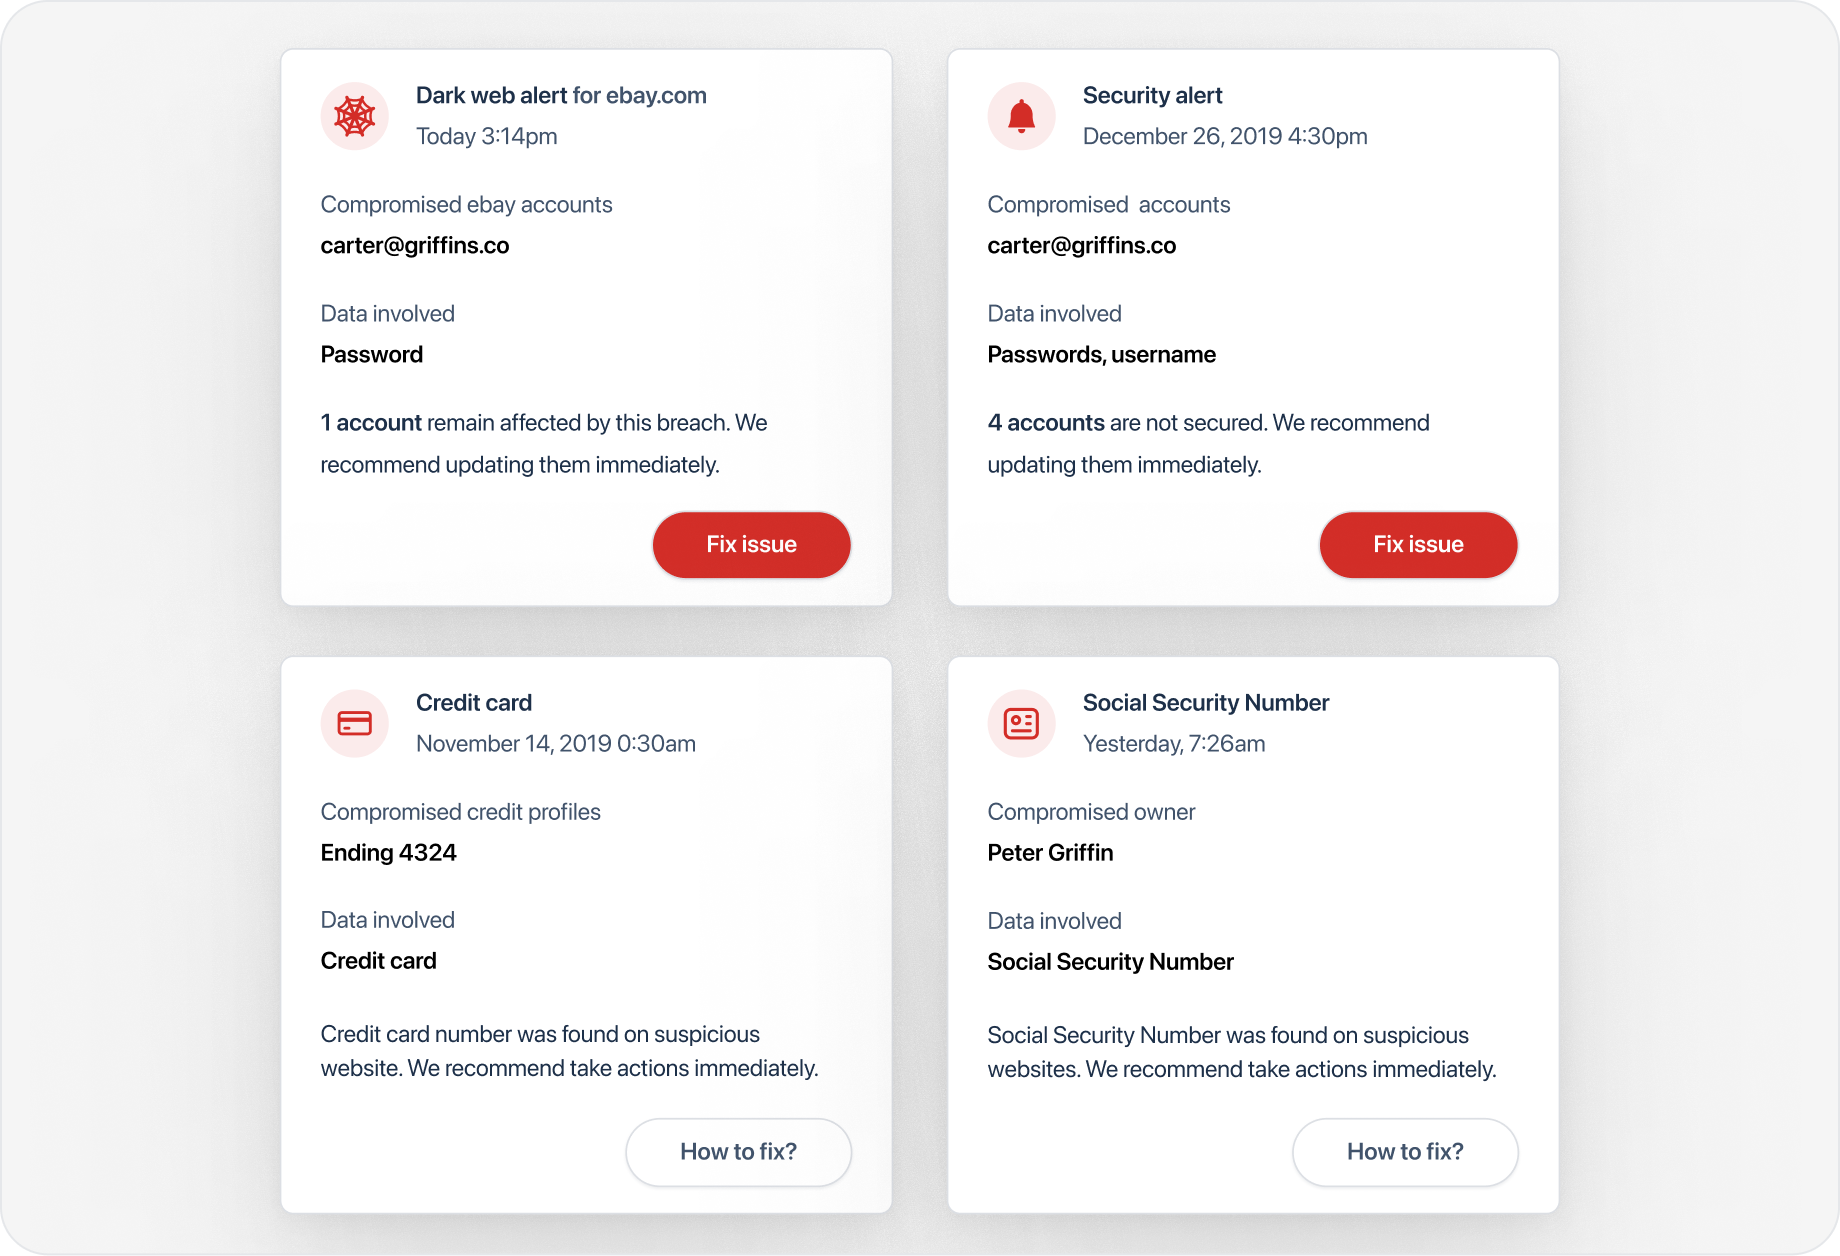 Dark web alert for ebay.com
Today 3:14pm
Compromised ebay accounts
carter@griffins.co
Data involved
Password
1 account remain affected by this breach. We
recommend updating them immediately.
Fix issue
Security alert
December 26, 2019 4:30pm
Compromised  accounts
carter@griffins.co
Data involved
Passwords, username
4 accounts are not secured. We recommend
updating them immediately.
Fix issue
Credit card
November 14, 2019 0:30am
Compromised credit profiles
Ending 4324
Data involved
Credit card
Credit card number was found on suspicious
website. We recommend take actions immediately.
How to fix?
Social Security Number
Yesterday, 7:26am
Compromised owner
Peter Griffin
Data involved
Social Security Number
Social Security Number was found on suspicious
websites. We recommend take actions immediately.
How to fix?